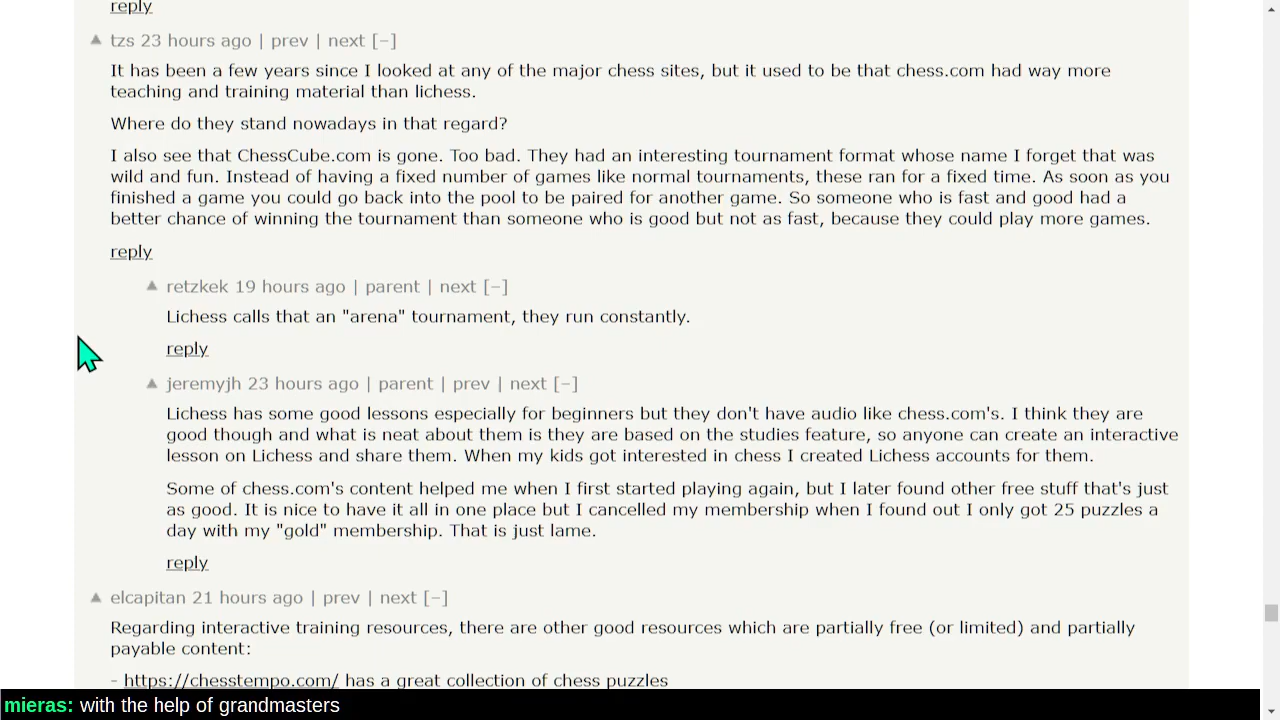 reply
▲ tzs 23 hours ago | prev | next [–]
It has been a few years since I looked at any of the major chess sites, but it used to be that chess.com had way more
teaching and training material than lichess.
Where do they stand nowadays in that regard?
I also see that ChessCube.com is gone. Too bad. They had an interesting tournament format whose name I forget that was
wild and fun. Instead of having a fixed number of games like normal tournaments, these ran for a fixed time. As soon as you
finished a game you could go back into the pool to be paired for another game. So someone who is fast and good had a
better chance of winning the tournament than someone who is good but not as fast, because they could play more games.
reply
▲ retzkek 19 hours ago | parent | next [–]
Lichess calls that an "arena" tournament, they run constantly.
reply
▲ jeremyjh 23 hours ago | parent | prev | next [–]
Lichess has some good lessons especially for beginners but they don't have audio like chess.com's. I think they are
good though and what is neat about them is they are based on the studies feature, so anyone can create an interactive
lesson on Lichess and share them. When my kids got interested in chess I created Lichess accounts for them.
Some of chess.com's content helped me when I first started playing again, but I later found other free stuff that's just
as good. It is nice to have it all in one place but I cancelled my membership when I found out I only got 25 puzzles a
day with my "gold" membership. That is just lame.
reply
▲ elcapitan 21 hours ago | prev | next [–]
Regarding interactive training resources, there are other good resources which are partially free (or limited) and partially
payable content:
- https://chesstempo.com/ has a great collection of chess puzzles
mieras: with the help of grandmasters